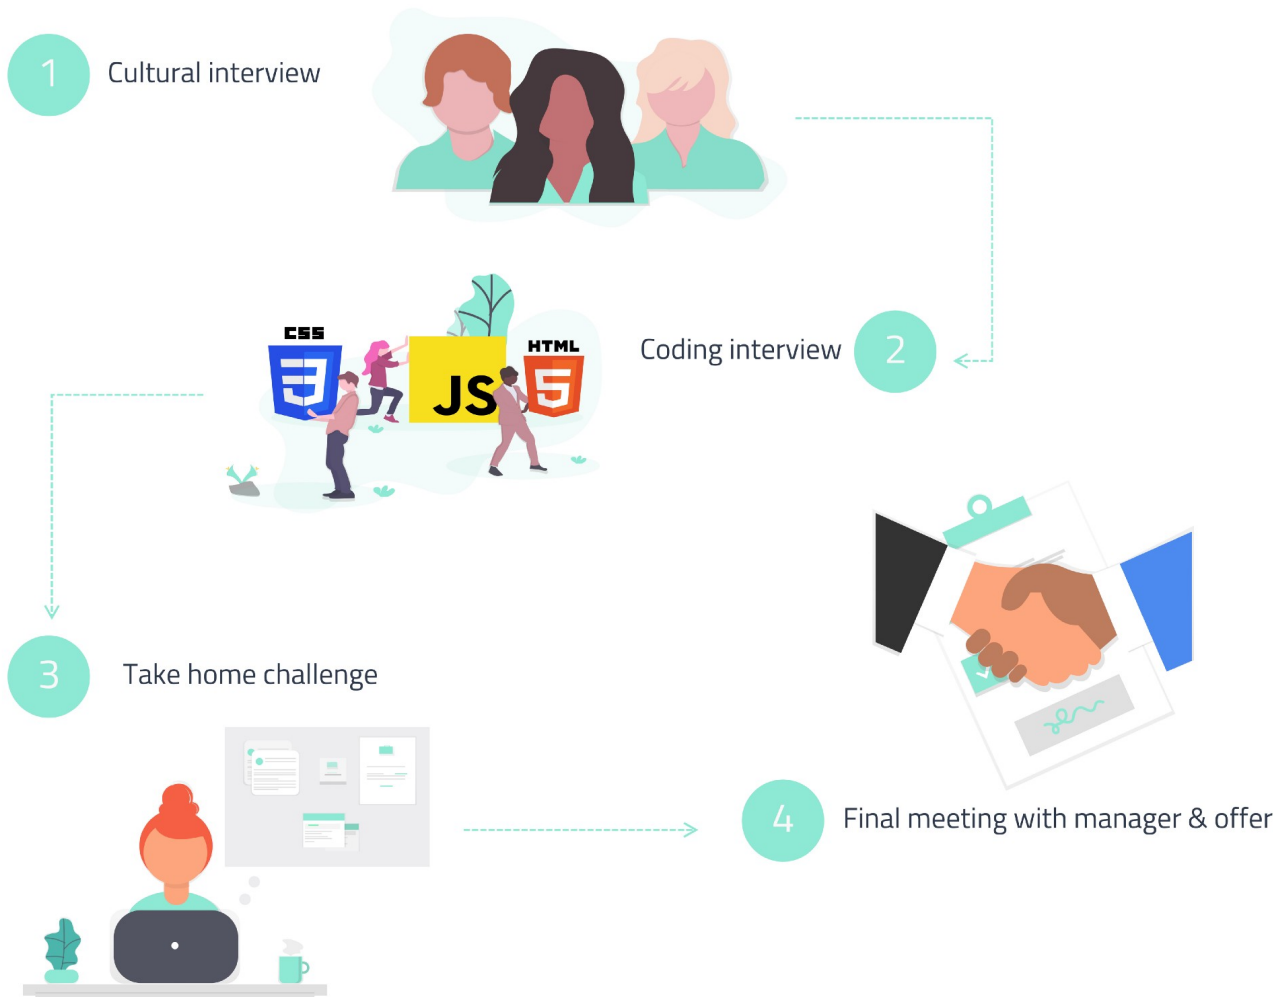 1
Cultural interview
CSS
HTML
JS
Coding interview
2
3
Take home challenge
4
Final meeting with manager & offer